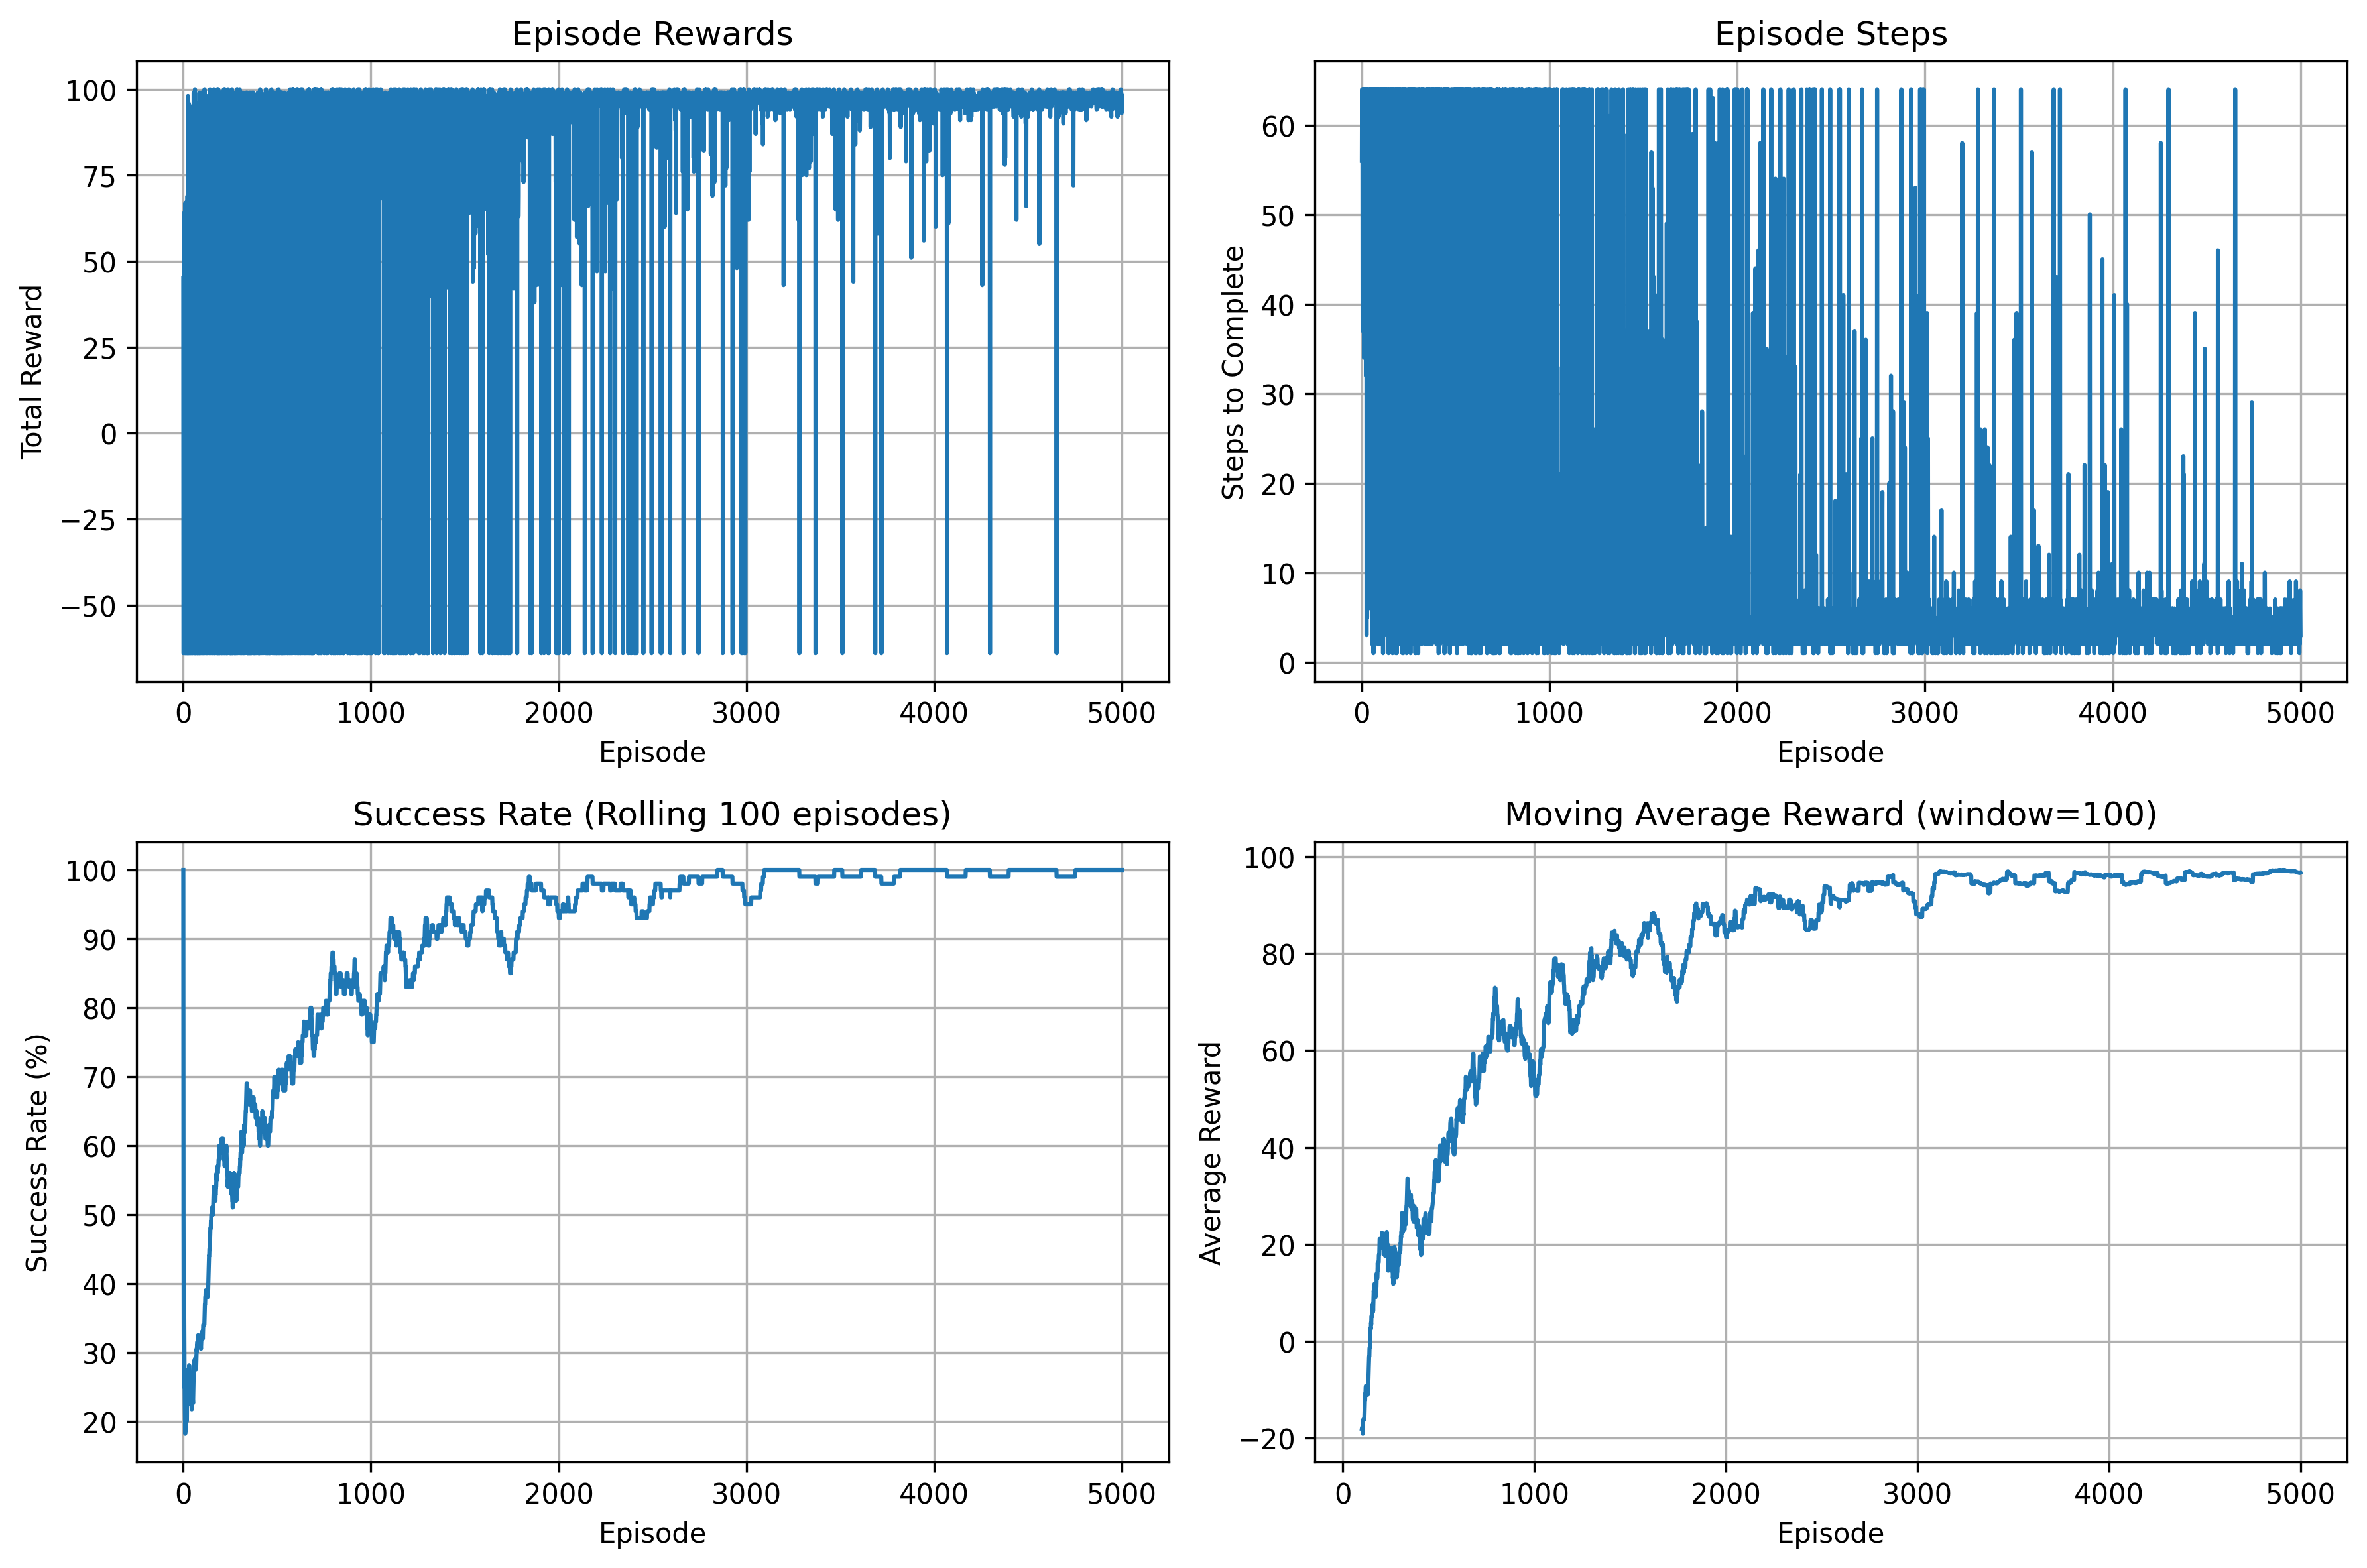 Episode Rewards
Total Reward
100
75
50
25
0
−25
−50
0 1000 2000 3000 4000 5000
Episode
Episode Steps
Steps to Complete
60
50
40
30
20
10
0
0 1000 2000 3000 4000 5000
Episode
Success Rate (Rolling 100 episodes)
Success Rate (%)
100
90
80
70
60
50
40
30
20
0 1000 2000 3000 4000 5000
Episode
Moving Average Reward (window=100)
Average Reward
100
80
60
40
20
0
−20
0 1000 2000 3000 4000 5000
Episode